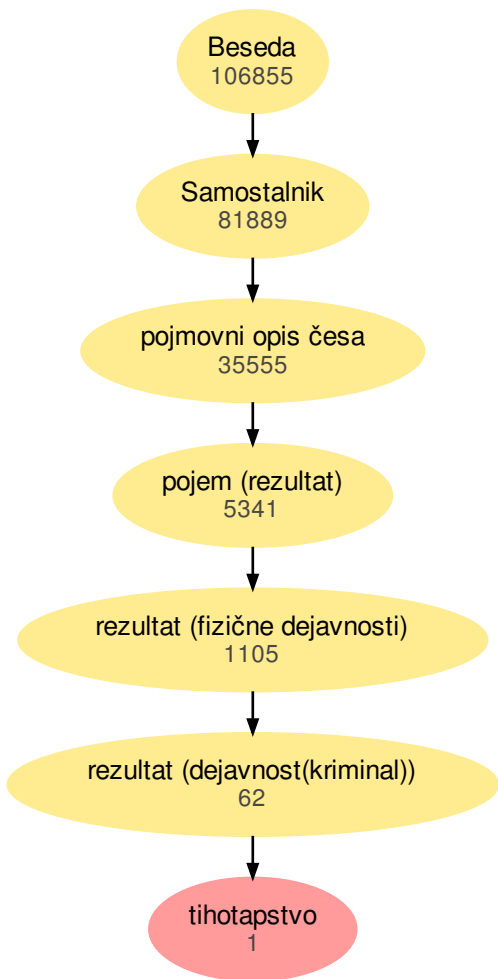 Beseda
106855
Samostalnik
81889
pojmovni opis česa
35555
pojem (rezultat)
5341
rezultat (fizične dejavnosti)
1105
rezultat (dejavnost(kriminal))
62
tihotapstvo
1